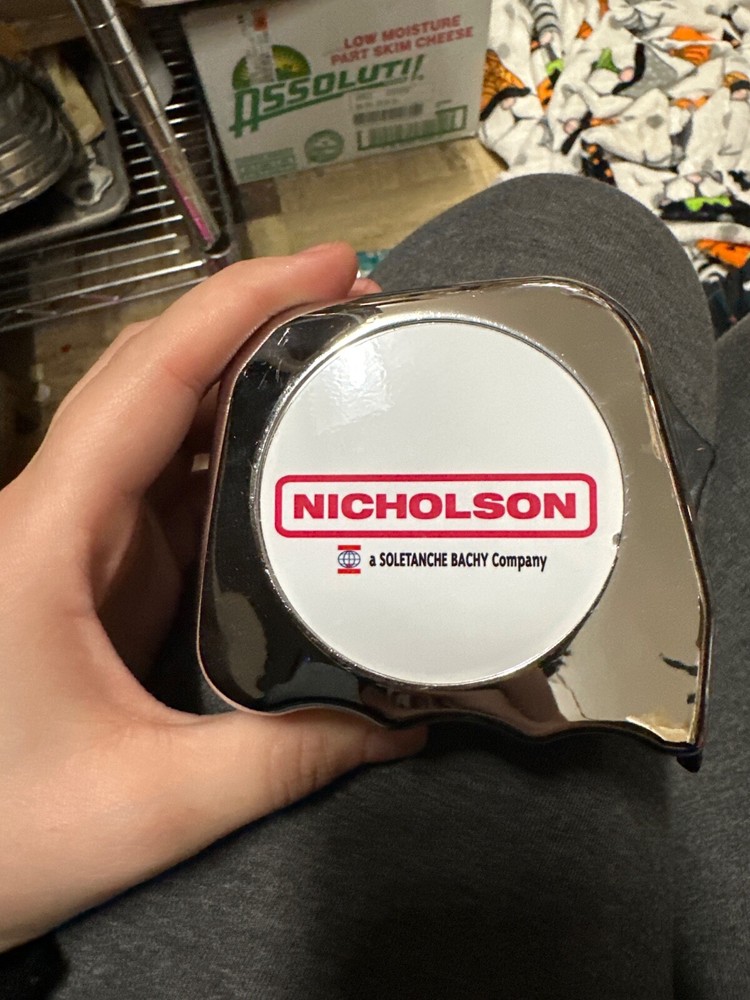 LOW MOISTURE
PART SKIM CHEESE
ASSOLUTI!
NICHOLSON
a SOLETANCHE BACHY Company